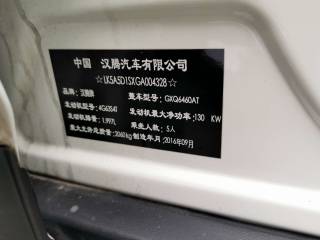 中国 汉腾汽车有限公司
☆LK5A5D1SXGA004328☆
品牌:汉腾牌 整车型号:GXQ6460AT
发动机型号:4G63S4T 发动机最大净功率:130 KW
发动机排量:1.997L 乘坐人数:5人
最大允许总质量:2060kg 制造年月:2016年09月